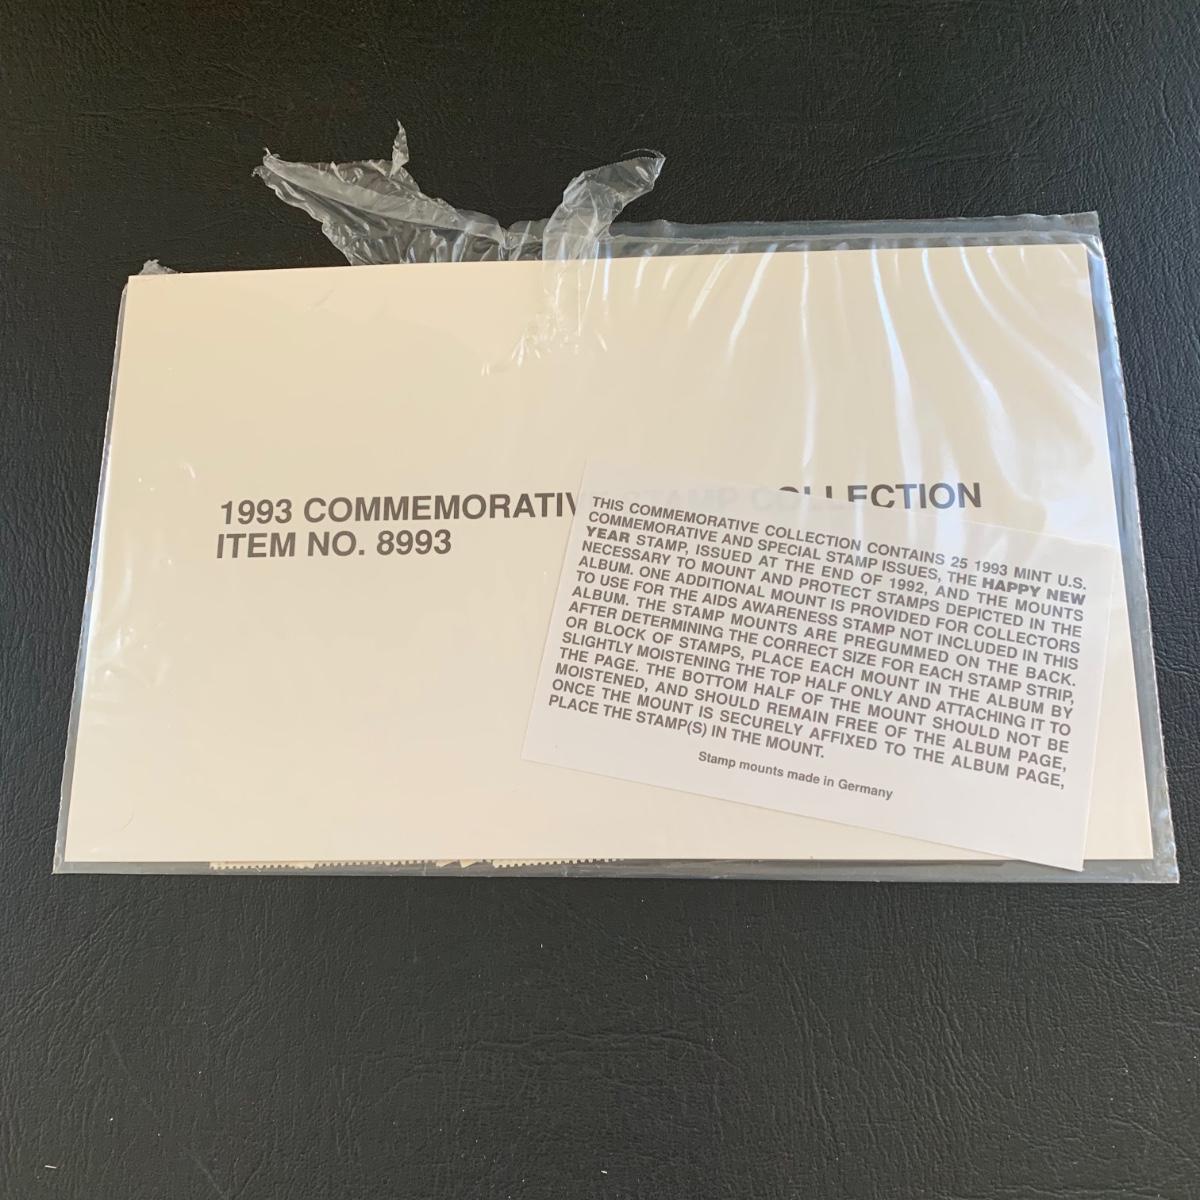 1993 COMMEMORATIVE STAMP COLLECTION
ITEM NO. 8993
THIS COMMEMORATIVE COLLECTION CONTAINS 25 1993 MINT U.S.
COMMEMORATIVE AND SPECIAL STAMP ISSUES, THE HAPPY NEW
YEAR STAMP, ISSUED AT THE END OF 1992, AND THE MOUNTS
NECESSARY TO MOUNT AND PROTECT STAMPS DEPICTED IN THE
ALBUM. ONE ADDITIONAL MOUNT IS PROVIDED FOR COLLECTORS
TO USE FOR THE AIDS AWARENESS STAMP NOT INCLUDED IN THIS
ALBUM. THE STAMP MOUNTS ARE PREGUMMED ON THE BACK.
AFTER DETERMINING THE CORRECT SIZE FOR EACH STAMP STRIP,
OR BLOCK OF STAMPS, PLACE EACH MOUNT IN THE ALBUM BY
SLIGHTLY MOISTENING THE TOP HALF ONLY AND ATTACHING IT TO
THE PAGE. THE BOTTOM HALF OF THE MOUNT SHOULD NOT BE
MOISTENED, AND SHOULD REMAIN FREE OF THE ALBUM PAGE,
ONCE THE MOUNT IS SECURELY AFFIXED TO THE ALBUM PAGE,
PLACE THE STAMP(S) IN THE MOUNT.
Stamp mounts made in Germany